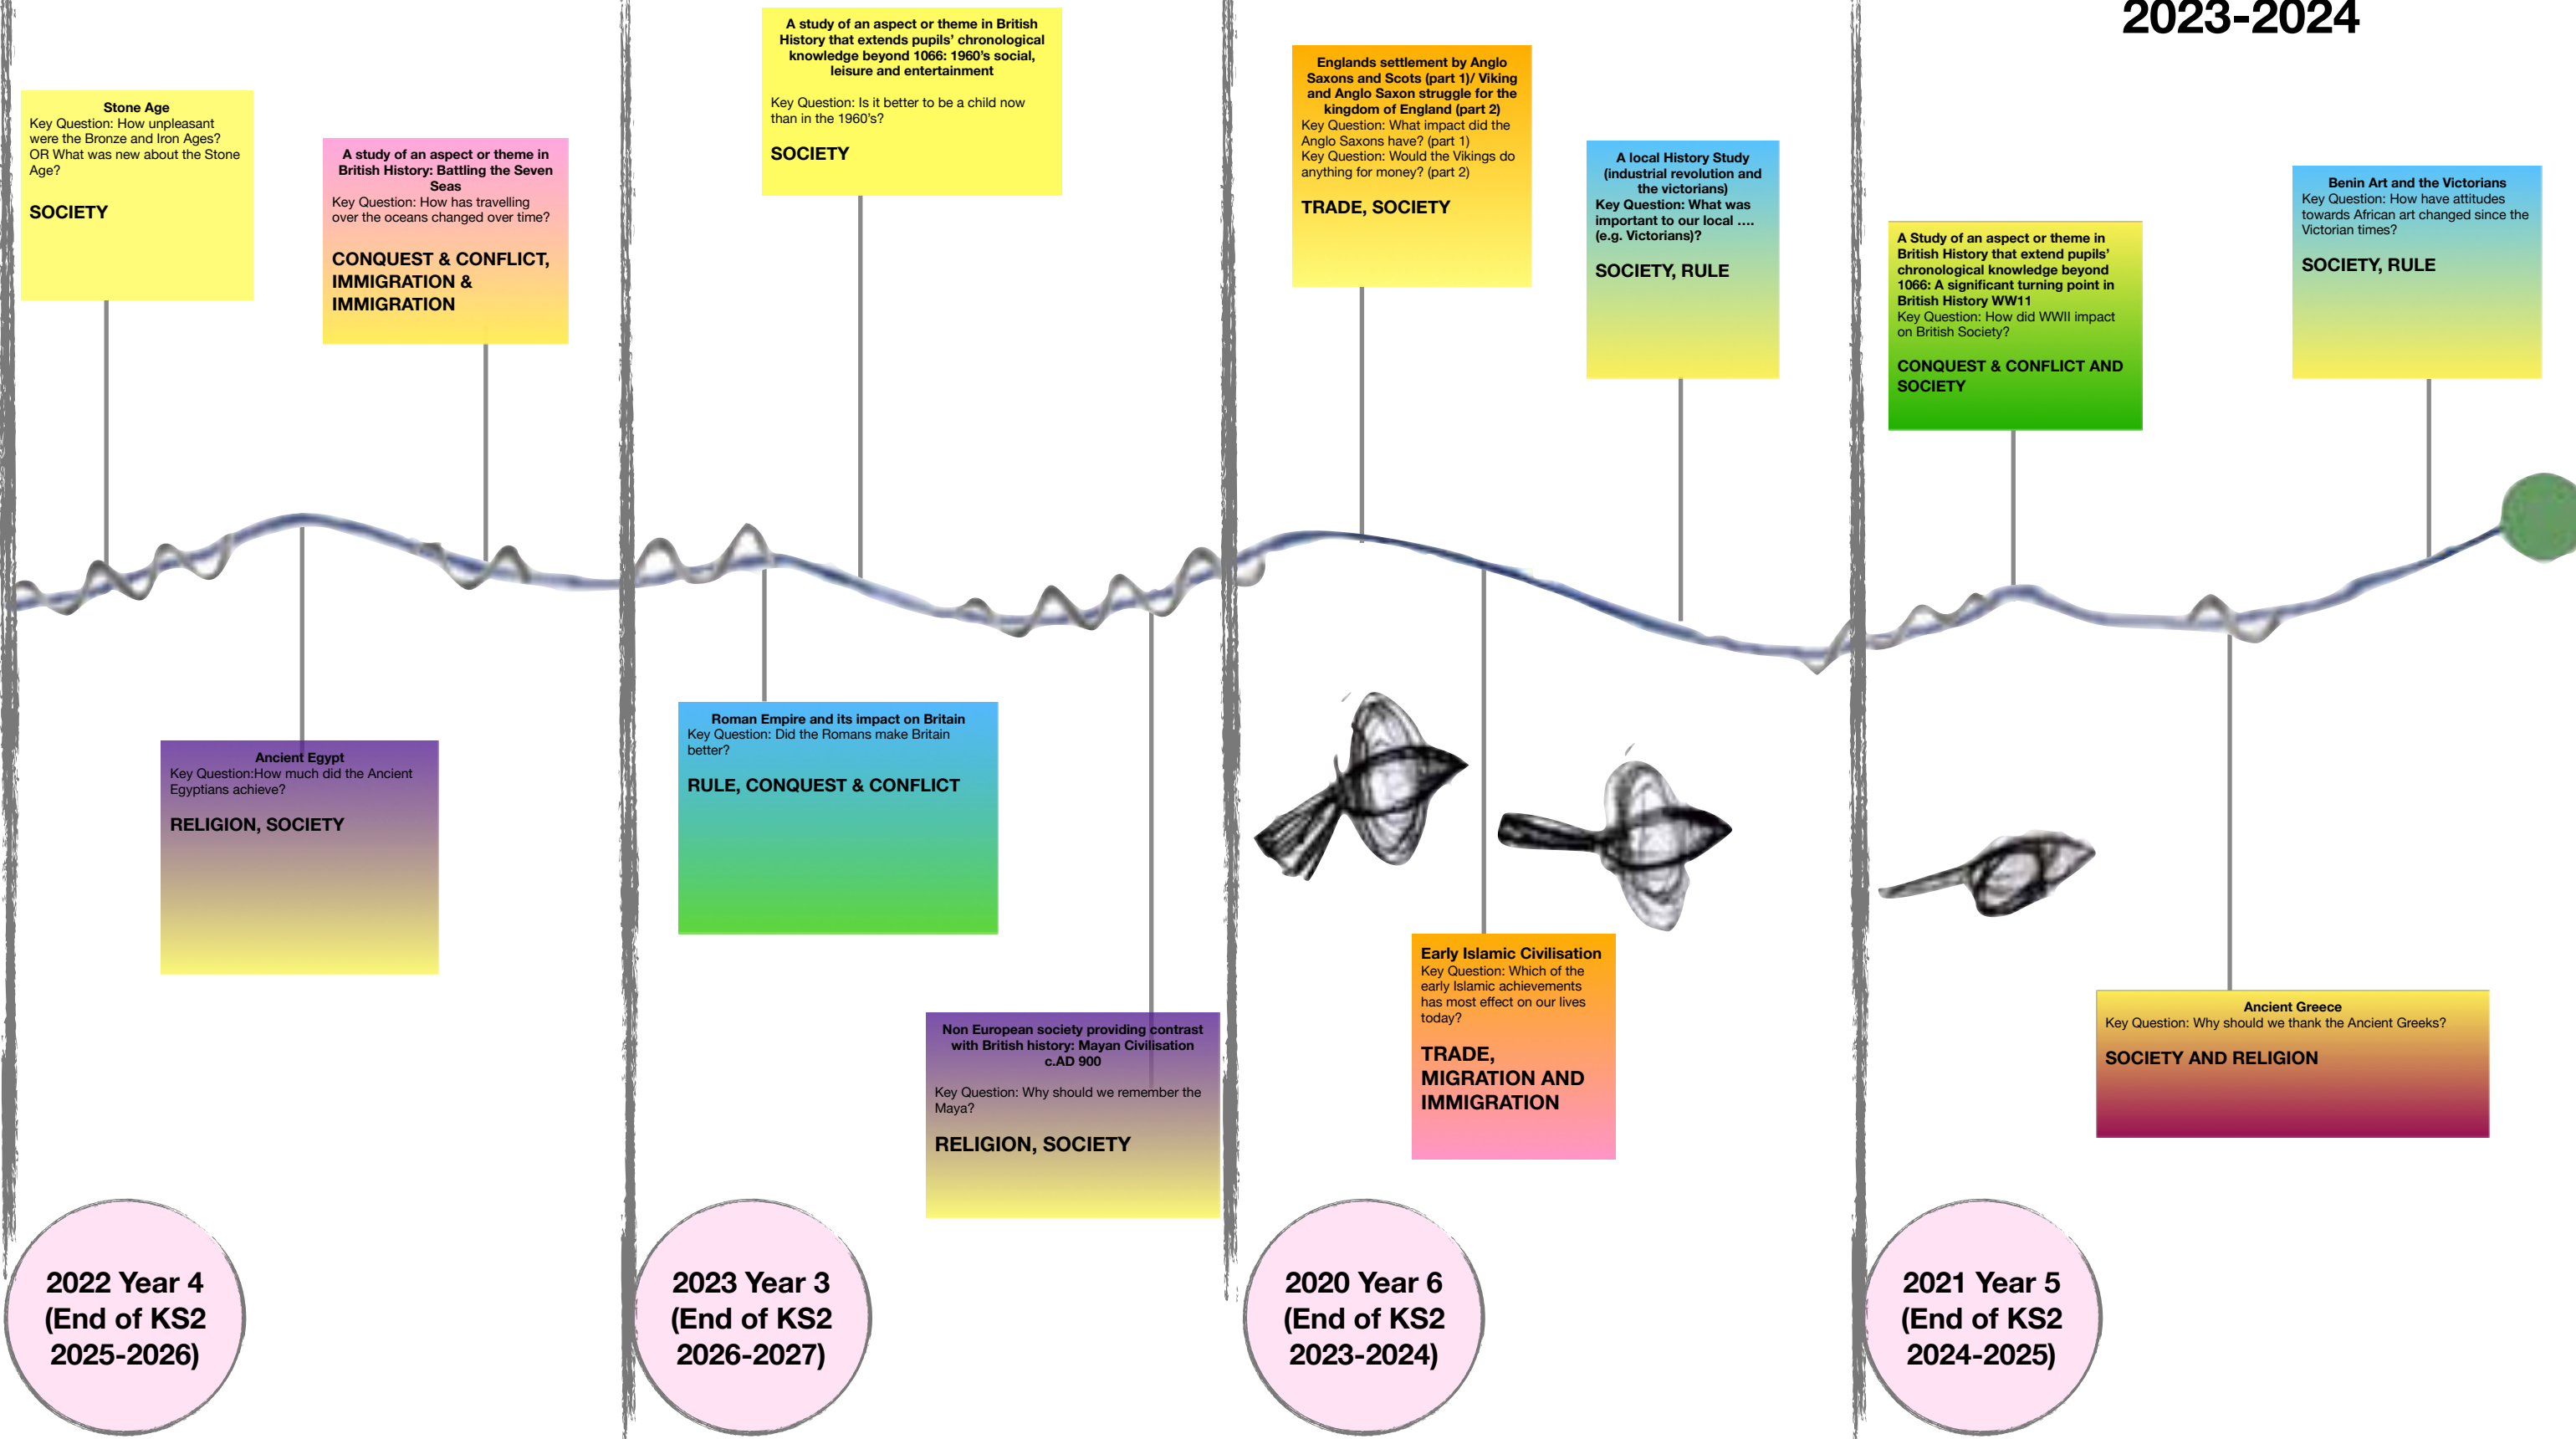 2023-2024
Stone Age
Key Question: How unpleasant
were the Bronze and Iron Ages?
OR What was new about the Stone
Age?
SOCIETY
A study of an aspect or theme in
British History: Battling the Seven
Seas
Key Question: How has travelling
over the oceans changed over time?
CONQUEST & CONFLICT,
IMMIGRATION &
IMMIGRATION
Ancient Egypt
Key Question:How much did the Ancient
Egyptians achieve?
RELIGION, SOCIETY
2022 Year 4
(End of KS2
2025-2026)
A study of an aspect or theme in British
History that extends pupils’ chronological
knowledge beyond 1066: 1960’s social,
leisure and entertainment
Key Question: Is it better to be a child now
than in the 1960’s?
SOCIETY
Roman Empire and its impact on Britain
Key Question: Did the Romans make Britain
better?
RULE, CONQUEST & CONFLICT
Non European society providing contrast
with British history: Mayan Civilisation
c.AD 900
Key Question: Why should we remember the
Maya?
RELIGION, SOCIETY
2023 Year 3
(End of KS2
2026-2027)
Englands settlement by Anglo
Saxons and Scots (part 1)/ Viking
and Anglo Saxon struggle for the
kingdom of England (part 2)
Key Question: What impact did the
Anglo Saxons have? (part 1)
Key Question: Would the Vikings do
anything for money? (part 2)
TRADE, SOCIETY
A local History Study
(industrial revolution and
the victorians)
Key Question: What was
important to our local ....
(e.g. Victorians)?
SOCIETY, RULE
Early Islamic Civilisation
Key Question: Which of the
early Islamic achievements
has most effect on our lives
today?
TRADE,
MIGRATION AND
IMMIGRATION
2020 Year 6
(End of KS2
2023-2024)
A Study of an aspect or theme in
British History that extend pupils’
chronological knowledge beyond
1066: A significant turning point in
British History WW11
Key Question: How did WWII impact
on British Society?
CONQUEST & CONFLICT AND
SOCIETY
Benin Art and the Victorians
Key Question: How have attitudes
towards African art changed since the
Victorian times?
SOCIETY, RULE
Ancient Greece
Key Question: Why should we thank the Ancient Greeks?
SOCIETY AND RELIGION
2021 Year 5
(End of KS2
2024-2025)